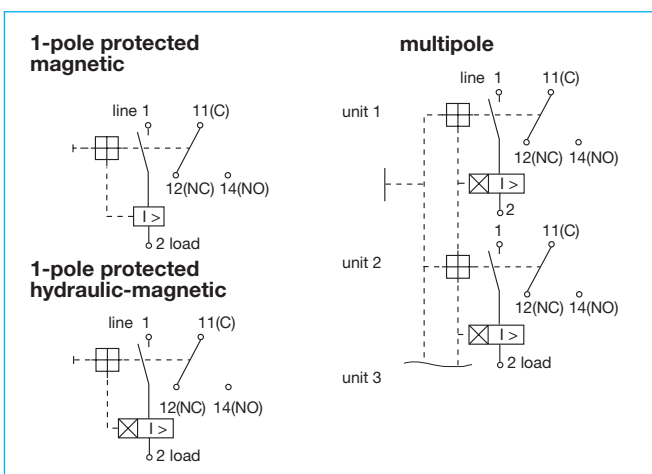 1-pole protected
magnetic
line 1 11(C)
12(NC) 14(NO)
I >
2 load
1-pole protected
hydraulic-magnetic
line 1 11(C)
12(NC) 14(NO)
I >
2 load
multipole
line 1 11(C)
unit 1
12(NC) 14(NO)
I >
2
1 11(C)
unit 2
12(NC) 14(NO)
I >
2 load
unit 3